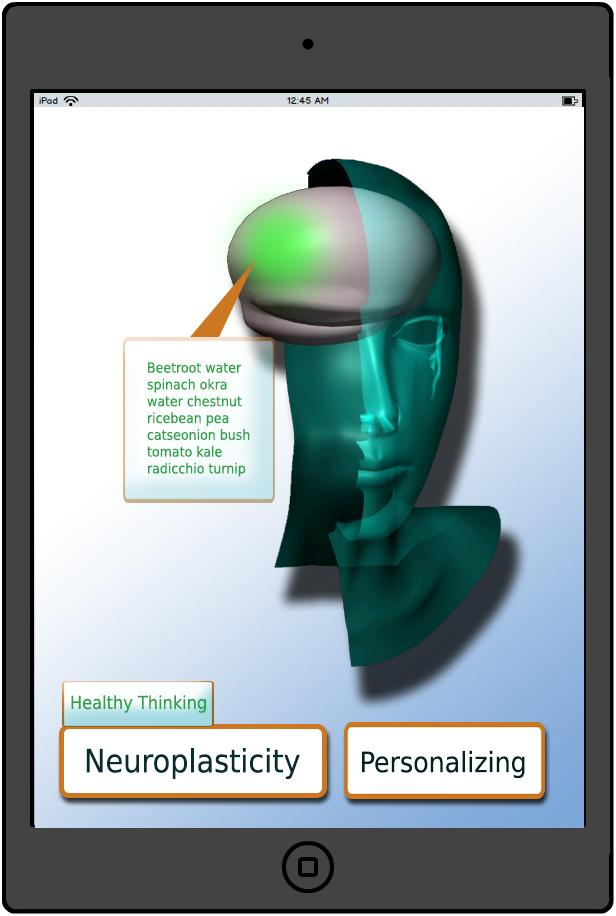 iPad 12:45 AM
Beetroot water
spinach okra
water chestnut
ricebean pea
catseonion bush
tomato kale
radicchio turnip
Healthy Thinking
Neuroplasticity
Personalizing